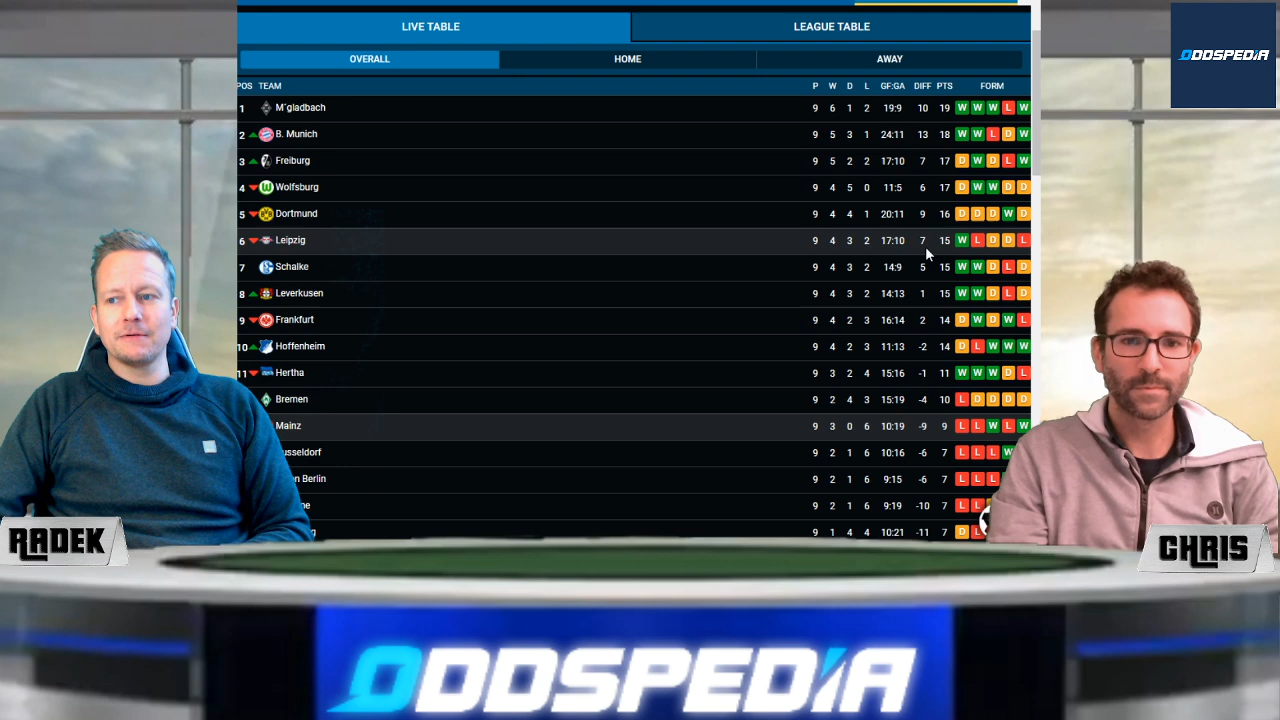 LIVE TABLE LEAGUE TABLE
ODDSPEDIA
OVERALL HOME AWAY
POS TEAM P W D L GF:GA DIFF PTS FORM
1 M´gladbach 9 6 1 2 19:9 10 19 W W W L W
2 B. Munich 9 5 3 1 24:11 13 18 W W L D W
3 Freiburg 9 5 2 2 17:10 7 17 D W D L W
4 Wolfsburg 9 4 5 0 11:5 6 17 D W W D D
5 Dortmund 9 4 4 1 20:11 9 16 D D D W D
6 Leipzig 9 4 3 2 17:10 7 15 W L D D L
7 Schalke 9 4 3 2 14:9 5 15 W W D L D
8 Leverkusen 4 3 2 14:13 1 15 W W D L D
9 Frankfurt 9 4 2 3 16:14 2 14 D W D W L
10 Hoffenheim 9 4 2 3 11:13 -2 14 D L W W W
11 Hertha 9 3 2 4 15:16 -1 11 W W W D L
Bremen 9 2 4 3 15:19 -4 10 L D D D D
Mainz 9 3 0 6 10:19 -9 9 L L W L W
usseldorf 9 2 1 6 10:16 -6 7 L L L W
n Berlin 9 2 1 6 9:15 -6 7 L L L
ne 9 2 1 6 9:19 -10 7 L L
9 1 4 4 10:21 -11 7 D L
RADEK
CHRIS
ODDSPEDIA